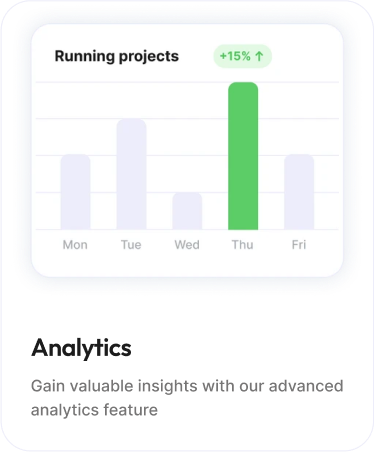 Running projects
+15% ↑
Mon Tue Wed Thu Fri
Analytics
Gain valuable insights with our advanced
analytics feature